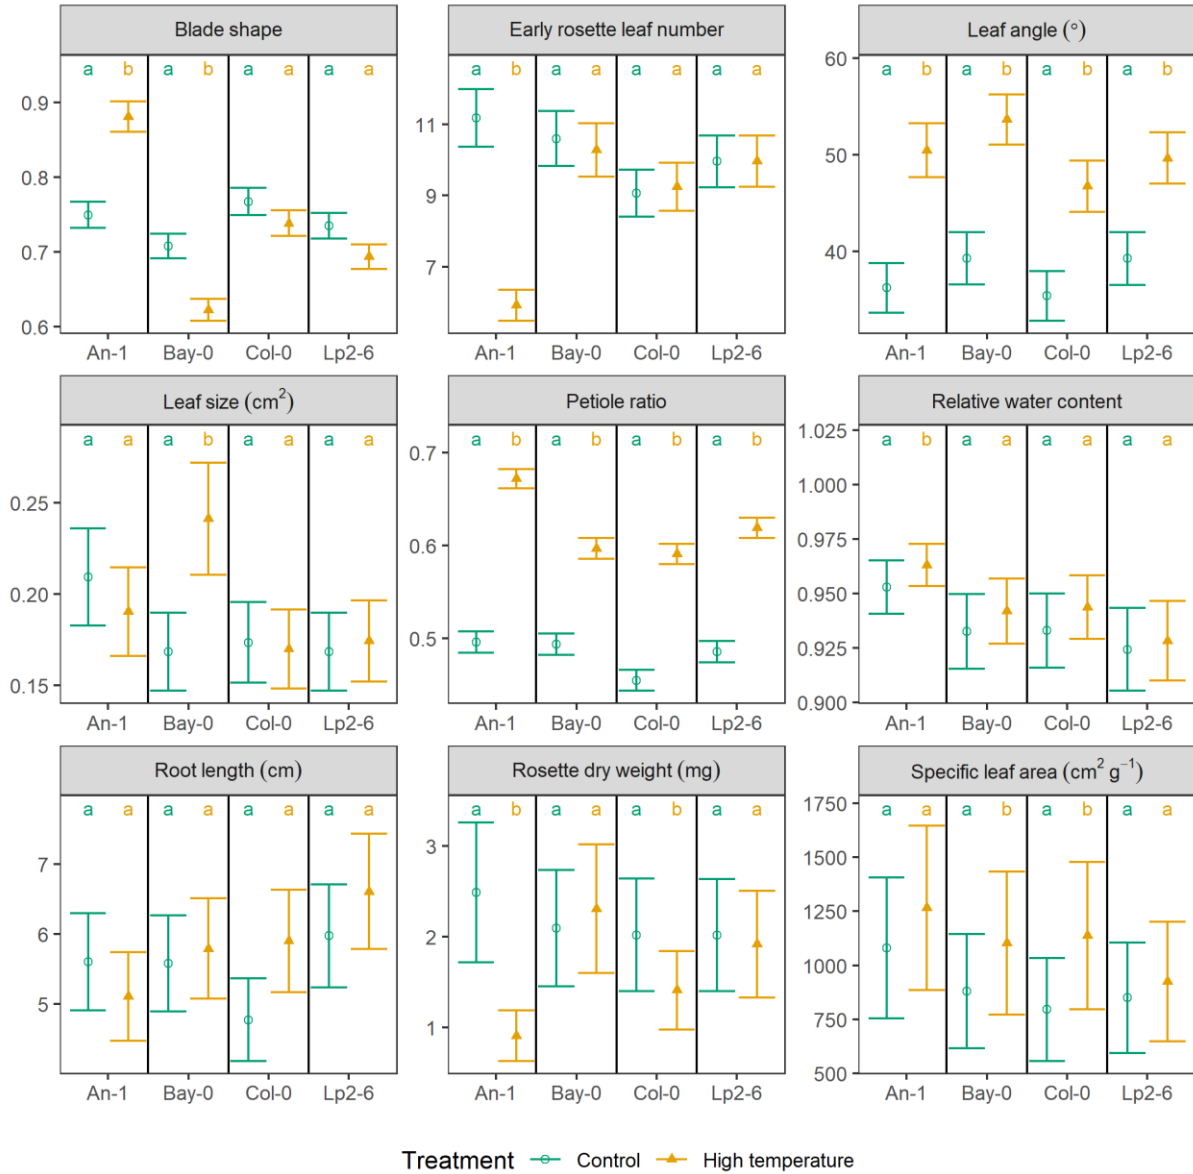 Blade shape
Early rosette leaf number
Leaf angle (°)
a b a b a a a a
a b a a a a a a
a b a b a b a b
0.9
0.8
0.7
0.6
11
9
7
60
50
40
An-1 Bay-0 Col-0 Lp2-6
An-1 Bay-0 Col-0 Lp2-6
An-1 Bay-0 Col-0 Lp2-6
Leaf size (cm²)
Petiole ratio
Relative water content
a a a b a a a a
a b a b a b a b
a b a a a a a a
0.25
0.20
0.15
0.7
0.6
0.5
1.025
1.000
0.975
0.950
0.925
0.900
An-1 Bay-0 Col-0 Lp2-6
An-1 Bay-0 Col-0 Lp2-6
An-1 Bay-0 Col-0 Lp2-6
Root length (cm)
Rosette dry weight (mg)
Specific leaf area (cm² g⁻¹)
a a a a a a a a
a b a a a b a a
a a a b a b a a
7
6
5
3
2
1
1750
1500
1250
1000
750
500
An-1 Bay-0 Col-0 Lp2-6
An-1 Bay-0 Col-0 Lp2-6
An-1 Bay-0 Col-0 Lp2-6
Treatment Control High temperature